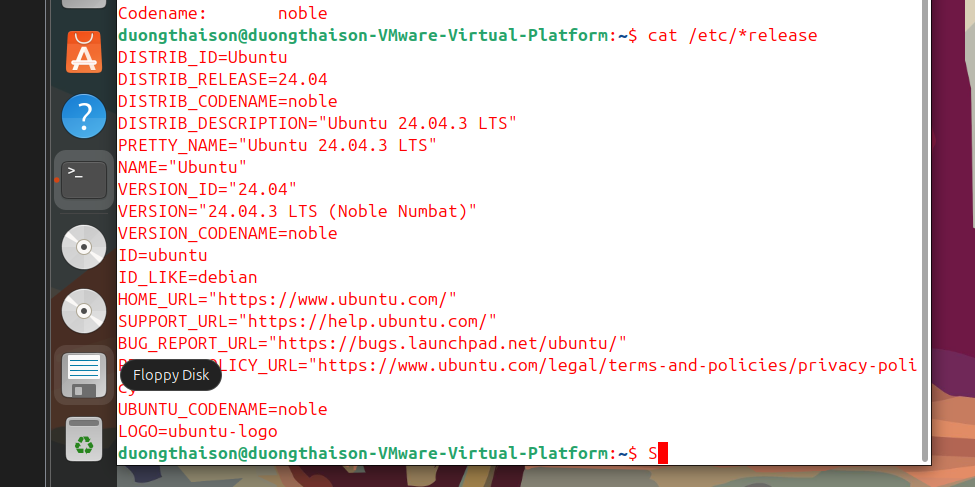 Codename:       noble
duongthaison@duongthaison-VMware-Virtual-Platform:~$ cat /etc/*release
DISTRIB_ID=Ubuntu
DISTRIB_RELEASE=24.04
DISTRIB_CODENAME=noble
DISTRIB_DESCRIPTION="Ubuntu 24.04.3 LTS"
PRETTY_NAME="Ubuntu 24.04.3 LTS"
NAME="Ubuntu"
VERSION_ID="24.04"
VERSION="24.04.3 LTS (Noble Numbat)"
VERSION_CODENAME=noble
ID=ubuntu
ID_LIKE=debian
HOME_URL="https://www.ubuntu.com/"
SUPPORT_URL="https://help.ubuntu.com/"
BUG_REPORT_URL="https://bugs.launchpad.net/ubuntu/"
LICY_URL="https://www.ubuntu.com/legal/terms-and-policies/privacy-poli
Floppy Disk
UBUNTU_CODENAME=noble
LOGO=ubuntu-logo
duongthaison@duongthaison-VMware-Virtual-Platform:~$ S